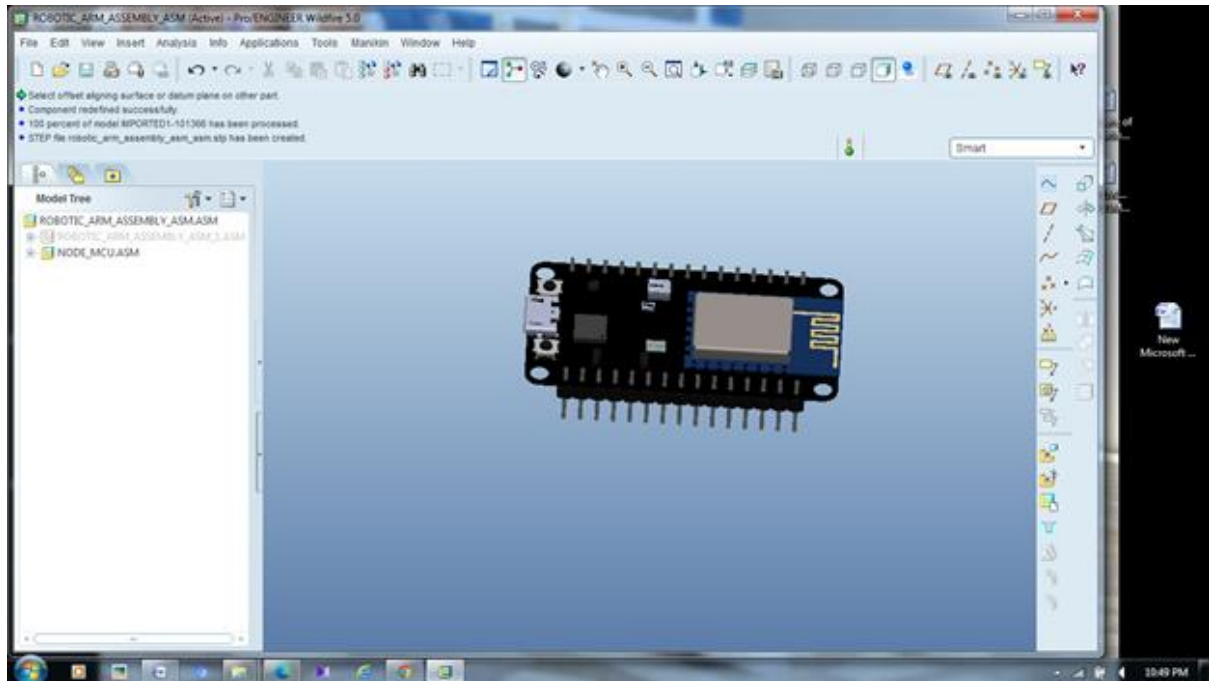 ROBOTIC_ARM_ASSEMBLY_ASM (Active) - Pro/ENGINEER Wildfire 5.0
File Edit View Insert Analysis Info Applications Tools Manikin Window Help
Select offset aligning surface or datum plane on other part.
Component redefined successfully.
100 percent of model IMPORTED1-101366 has been processed.
STEP file robotic_arm_assembly_asm_asm.stp has been created.
Smart
Model Tree
ROBOTIC_ARM_ASSEMBLY_ASM.ASM
ROBOTIC_ARM_ASSEMBLY_ASM_1.ASM
NODE_MCU.ASM
of
New
Microsoft ...
10:49 PM